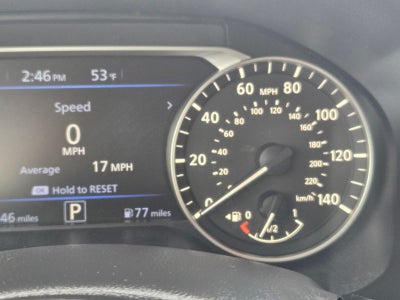 2:46 PM 53°F
Speed
0
MPH
Average 17 MPH
OK Hold to RESET
46 miles P 77 miles
0 20 40 60 80 100 120 140
MPH
20 40 60 80 100 120 140 160 180 200 220
km/h
0 1/2 1